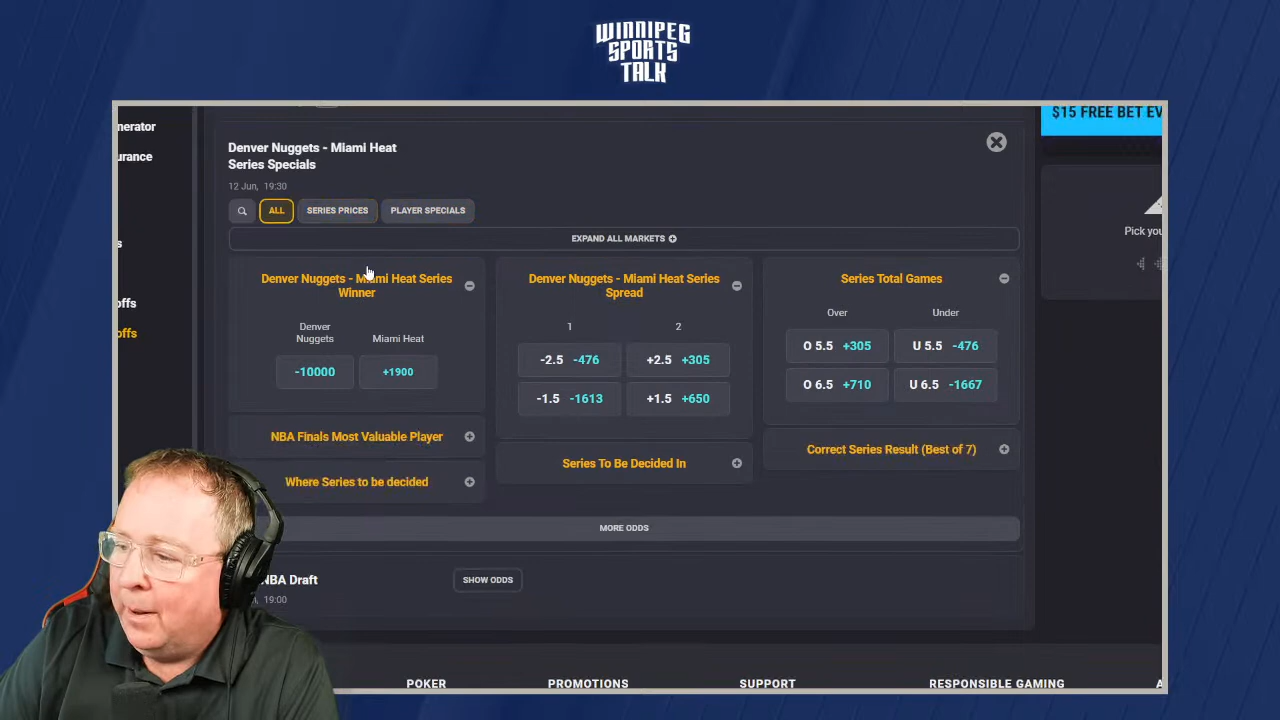 WINNIPEG
SPORTS
TALK
nerator
urance
s
offs
offs
$15 FREE BET EV
Denver Nuggets - Miami Heat
Series Specials
12 Jun, 19:30
ALL
SERIES PRICES
PLAYER SPECIALS
EXPAND ALL MARKETS
Pick you
Denver Nuggets - Miami Heat Series
Winner
Denver
Nuggets
Miami Heat
-10000
+1900
NBA Finals Most Valuable Player
Where Series to be decided
Denver Nuggets - Miami Heat Series
Spread
1
2
-2.5 -476
+2.5 +305
-1.5 -1613
+1.5 +650
Series To Be Decided In
Series Total Games
Over
Under
O 5.5 +305
U 5.5 -476
O 6.5 +710
U 6.5 -1667
Correct Series Result (Best of 7)
MORE ODDS
NBA Draft
SHOW ODDS
, 19:00
POKER
PROMOTIONS
SUPPORT
RESPONSIBLE GAMING
A